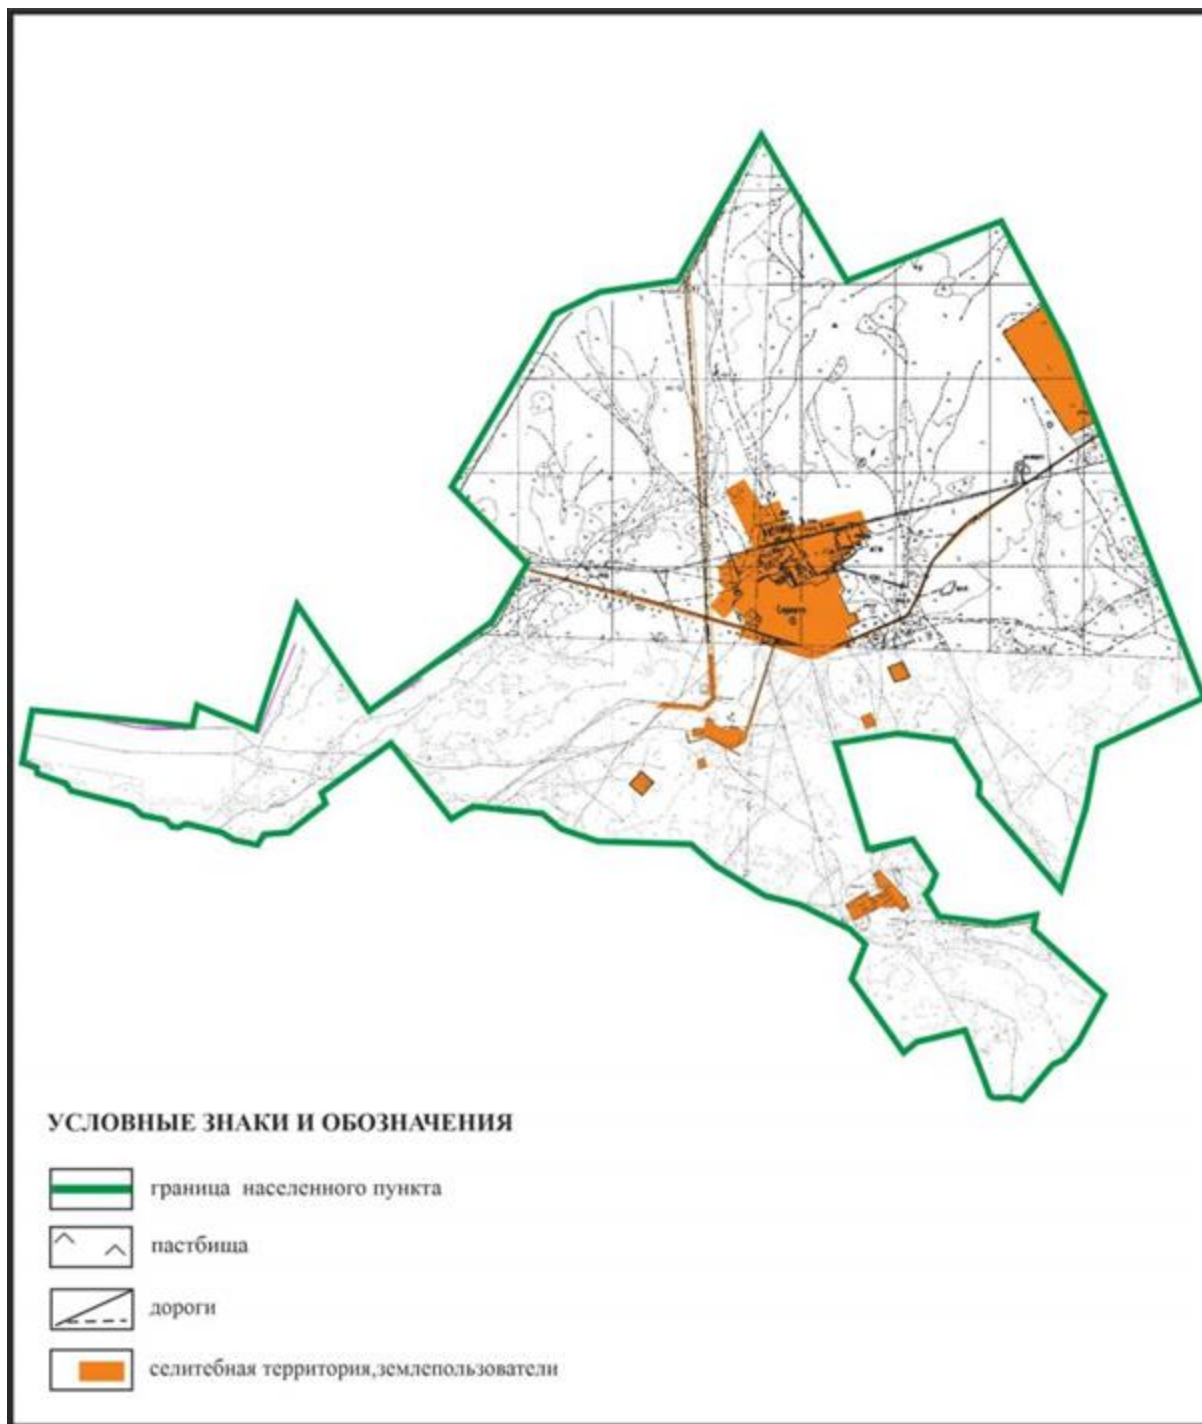 УСЛОВНЫЕ ЗНАКИ И ОБОЗНАЧЕНИЯ
граница населенного пункта
пастбища
дороги
селитебная территория,землепользователи